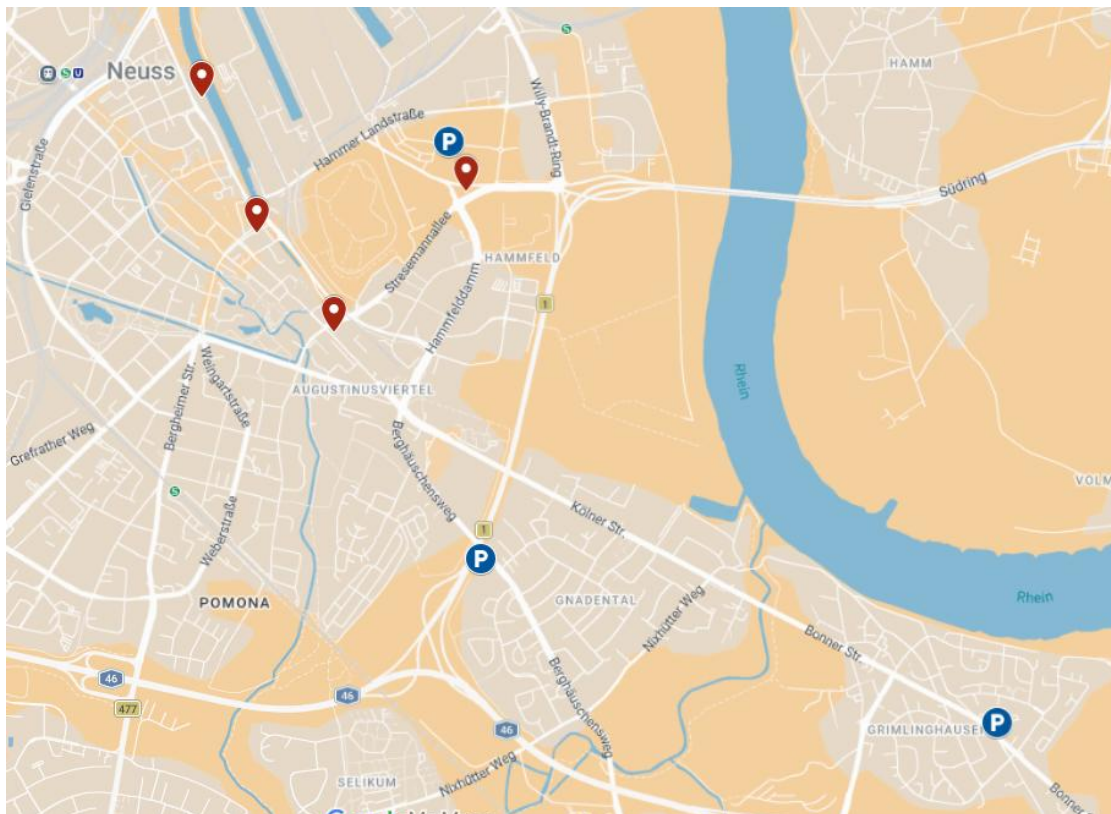 S
HAMM
Neuss
S U
Willy-Brandt-Ring
Hammer Landstraße
P
Gielenstraße
Südring
Stresemannallee
HAMMFELD
Hammfelddamm
1
Rhein
Weingartstraße
Bergheimer Str.
AUGUSTINUSVIERTEL
Grefrather Weg
Berghäuschensweg
S
VOLM
Weberstraße
Kölner Str.
1
P
POMONA
GNADENTAL
Nixhütter Weg
Rhein
Bonner Str.
Berghäuschensweg
46
46
477
46
P
GRIMLINGHAUSEN
SELIKUM
Nixhütter Weg
Bonner